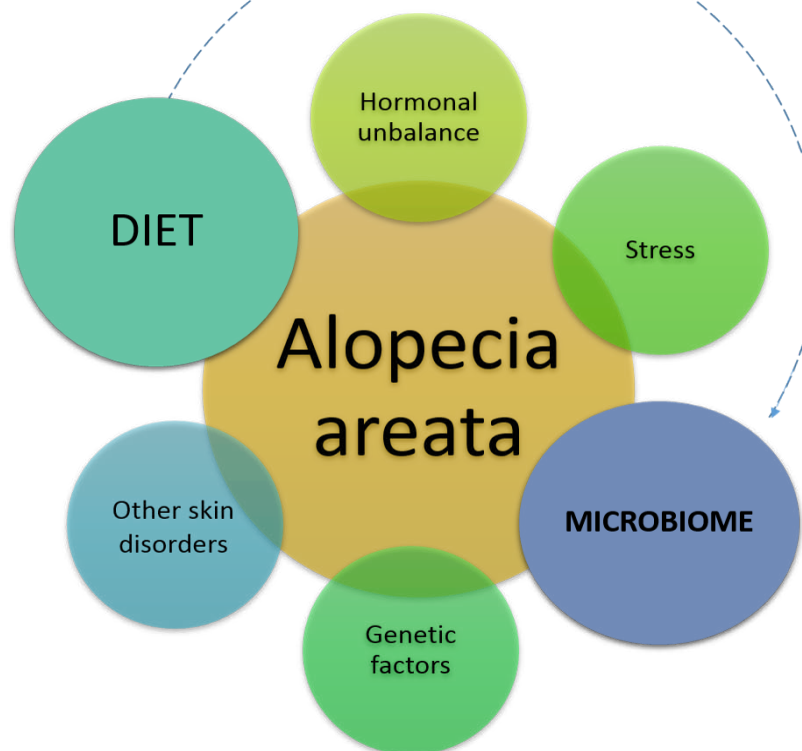 Hormonal
unbalance
DIET
Stress
Alopecia
areata
Other skin
disorders
MICROBIOME
Genetic
factors